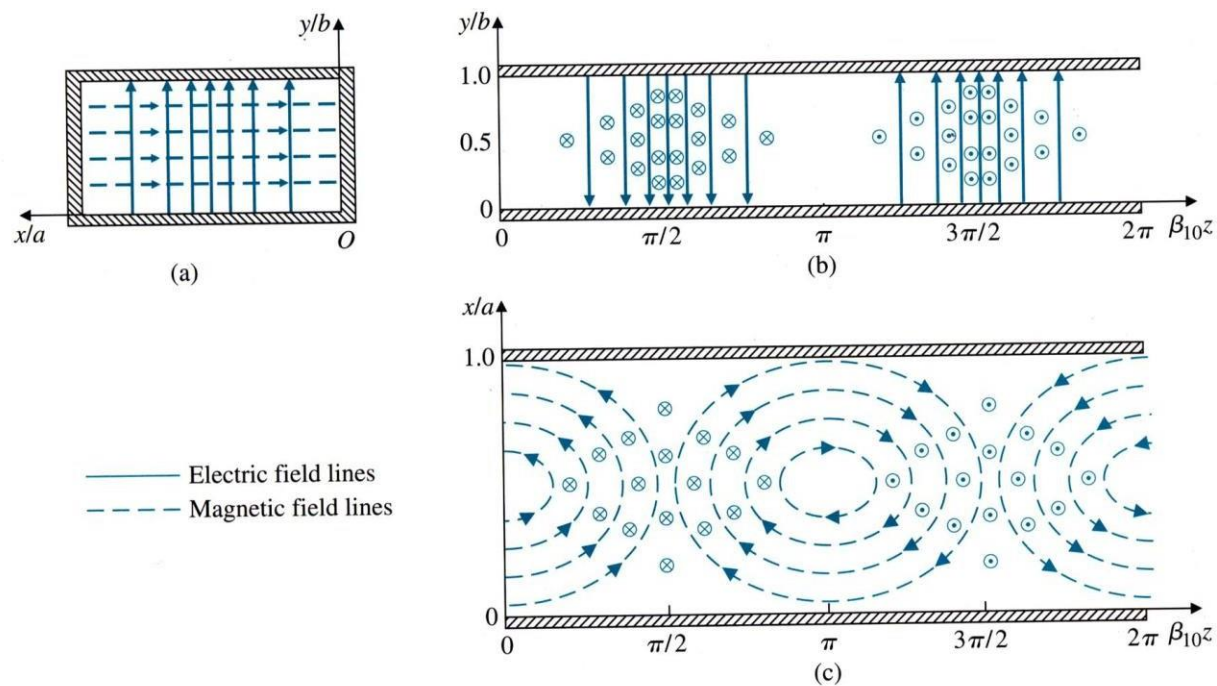 y/b
x/a
O
(a)
y/b
1.0
0.5
0
0
π/2
π
3π/2
2π
β₁₀z
(b)
x/a
1.0
0
0
π/2
π
3π/2
2π
β₁₀z
(c)
Electric field lines
Magnetic field lines